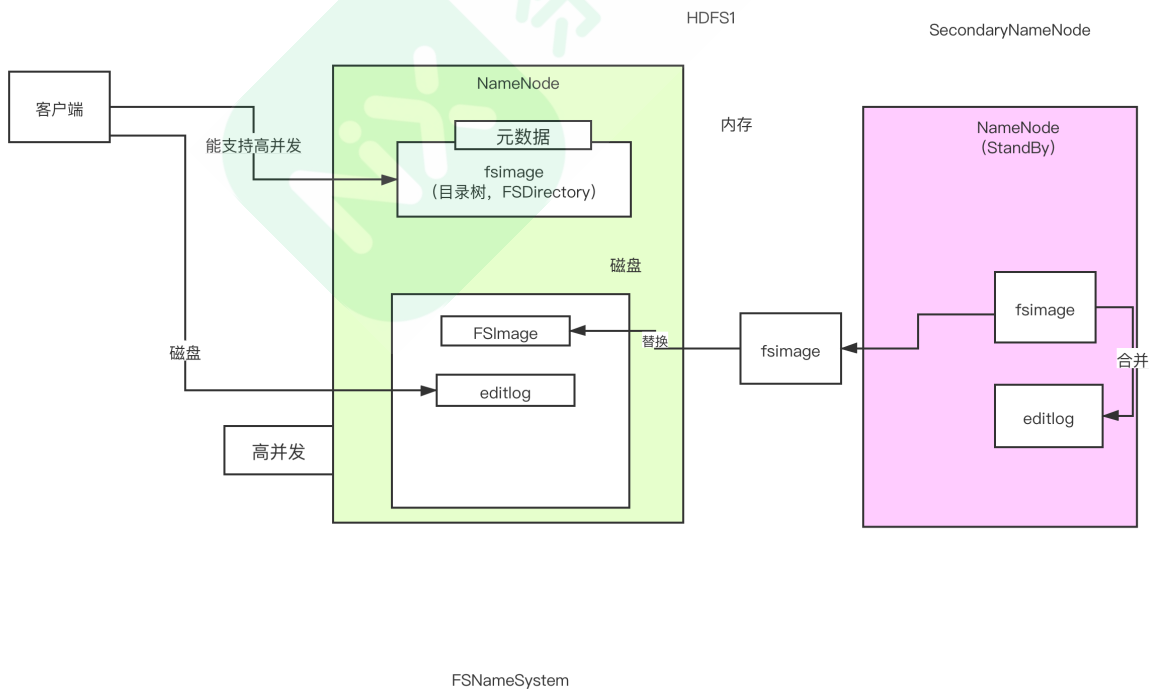 HDFS1
SecondaryNameNode
客户端
NameNode
内存
NameNode
（StandBy）
元数据
能支持高并发
fsimage
（目录树，FSDirectory）
磁盘
fsimage
FSImage
替换
fsimage
磁盘
合并
editlog
editlog
高并发
FSNameSystem